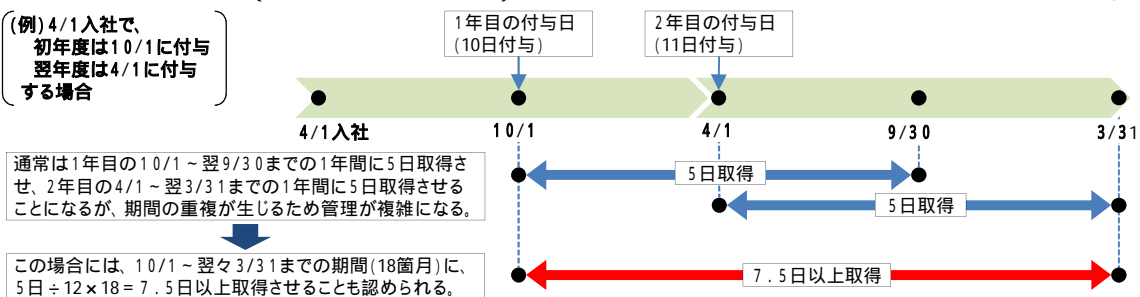 (例)4/1入社で、
初年度は10/1に付与
翌年度は4/1に付与
する場合
1年目の付与日
(10日付与)
2年目の付与日
(11日付与)
4/1入社
10/1
4/1
9/30
3/31
通常は1年目の10/1~翌9/30までの1年間に5日取得さ
せ、2年目の4/1~翌3/31までの1年間に5日取得させる
ことになるが、期間の重複が生じるため管理が複雑になる。
5日取得
5日取得
この場合には、10/1~翌々3/31までの期間(18箇月)に、
5日÷12×18=7.5日以上取得させることも認められる。
7.5日以上取得